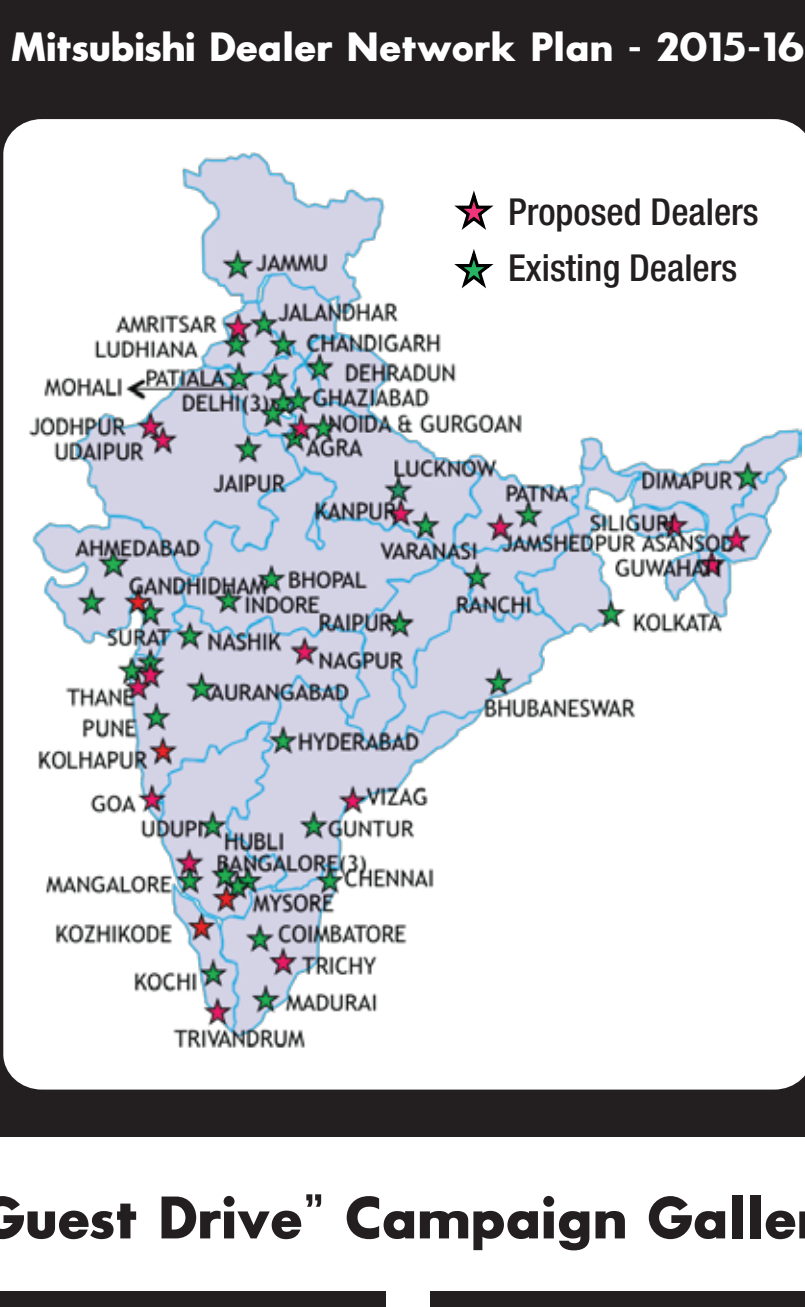 Mitsubishi Dealer Network Plan - 2015-16
Proposed Dealers
Existing Dealers
JAMMU
JALANDHAR
AMRITSAR
LUDHIANA
CHANDIGARH
DEHRADUN
MOHALI
PATIALA
DELHI(3)
GHAZIABAD
JODHPUR
NOIDA & GURGOAN
UDAIPUR
AGRA
JAIPUR
LUCKNOW
DIMAPUR
PATNA
KANPUR
SILIGURI
VARANASI
JAMSHEDPUR ASANSOL
AHMEDABAD
GUWAHATI
GANDHIDHAM
BHOPAL
INDORE
RANCHI
RAIPUR
KOLKATA
SURAT
NASHIK
NAGPUR
THANE
AURANGABAD
BHUBANESWAR
PUNE
HYDERABAD
KOLHAPUR
GOA
VIZAG
UDUPI
GUNTUR
HUBLI
BANGALORE(3)
MANGALORE
CHENNAI
MYSORE
KOZHIKODE
COIMBATORE
TRICHY
KOCHI
MADURAI
TRIVANDRUM
Guest Drive” Campaign Galler